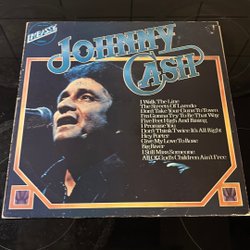 EMBASSY
JOHNNY
CASH
I Walk The Line
The Streets Of Laredo
Don't Take Your Guns To Town
I'm Gonna Try To Be That Way
Five Feet High And Rising
I Promise You
Don't Think Twice It's All Right
Hey Porter
Give My Love To Rose
Big River
I Still Miss Someone
All Of God's Children Ain't Free